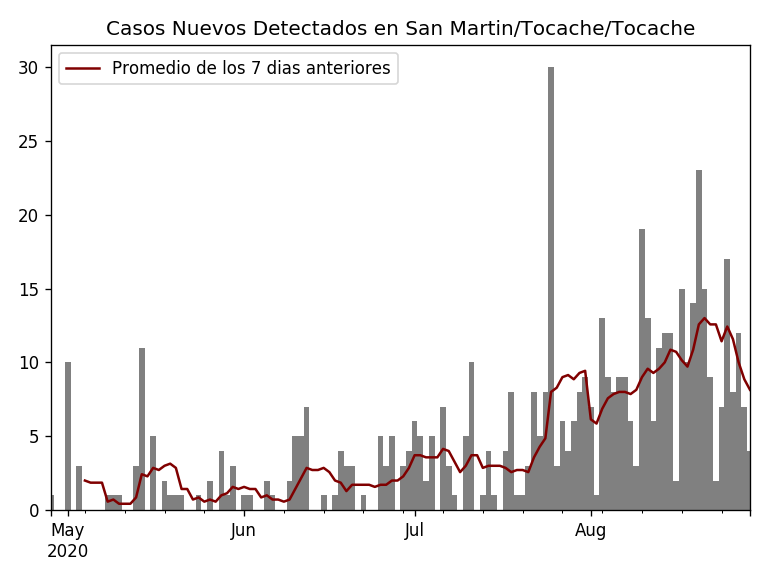 Casos Nuevos Detectados en San Martin/Tocache/Tocache
Promedio de los 7 dias anteriores
30
25
20
15
10
5
0
May Jun Jul Aug
2020